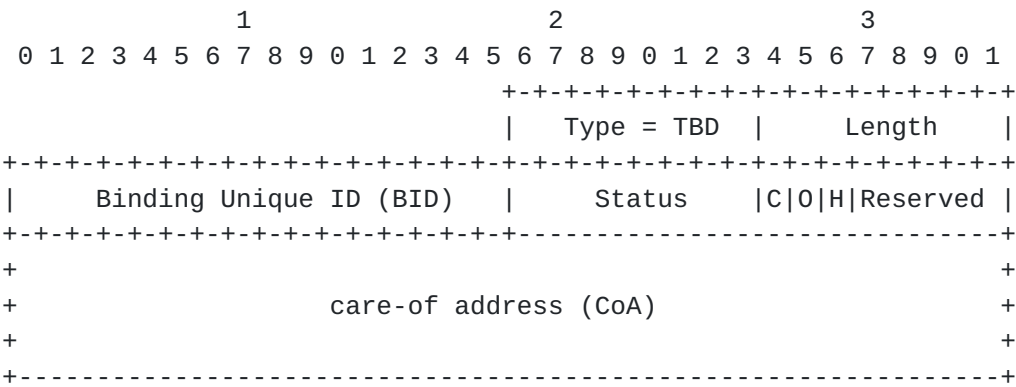 1                   2                   3
 0 1 2 3 4 5 6 7 8 9 0 1 2 3 4 5 6 7 8 9 0 1 2 3 4 5 6 7 8 9 0 1
                                +-+-+-+-+-+-+-+-+-+-+-+-+-+-+-+-+
                                |   Type = TBD  |     Length    |
+-+-+-+-+-+-+-+-+-+-+-+-+-+-+-+-+-+-+-+-+-+-+-+-+-+-+-+-+-+-+-+-+
|     Binding Unique ID (BID)   |     Status    |C|O|H|Reserved |
+-+-+-+-+-+-+-+-+-+-+-+-+-+-+-+-+-------------------------------+
+                                                               +
+                    care-of address (CoA)                      +
+                                                               +
+---------------------------------------------------------------+